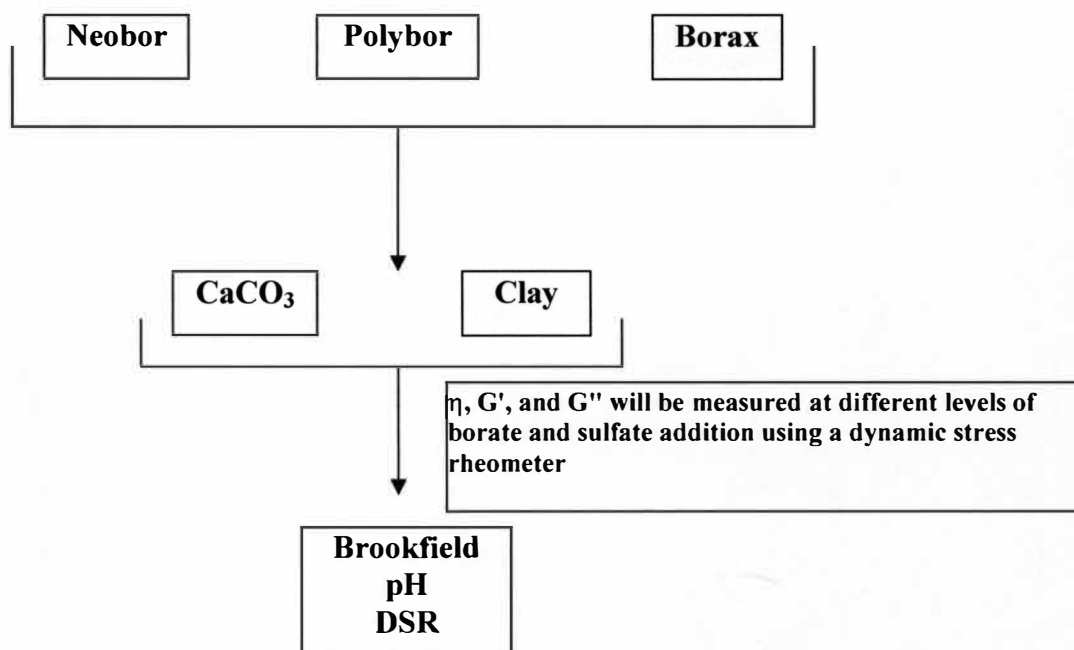 Neobor
Polybor
Borax
CaCO₃
Clay
η, G', and G'' will be measured at different levels of
borate and sulfate addition using a dynamic stress
rheometer
Brookfield
pH
DSR